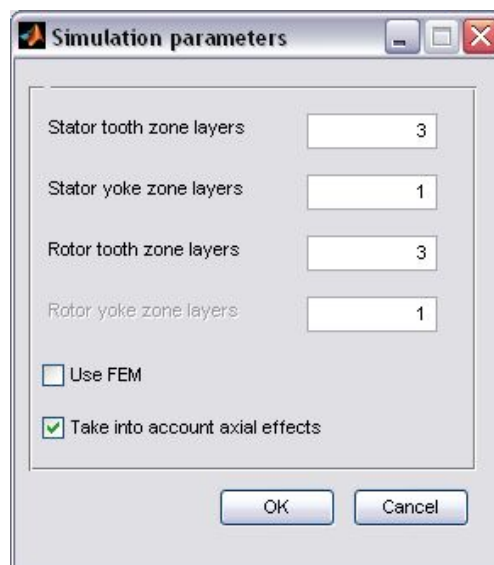 Simulation parameters
Stator tooth zone layers 3
Stator yoke zone layers 1
Rotor tooth zone layers 3
Rotor yoke zone layers 1
Use FEM
Take into account axial effects
OK Cancel